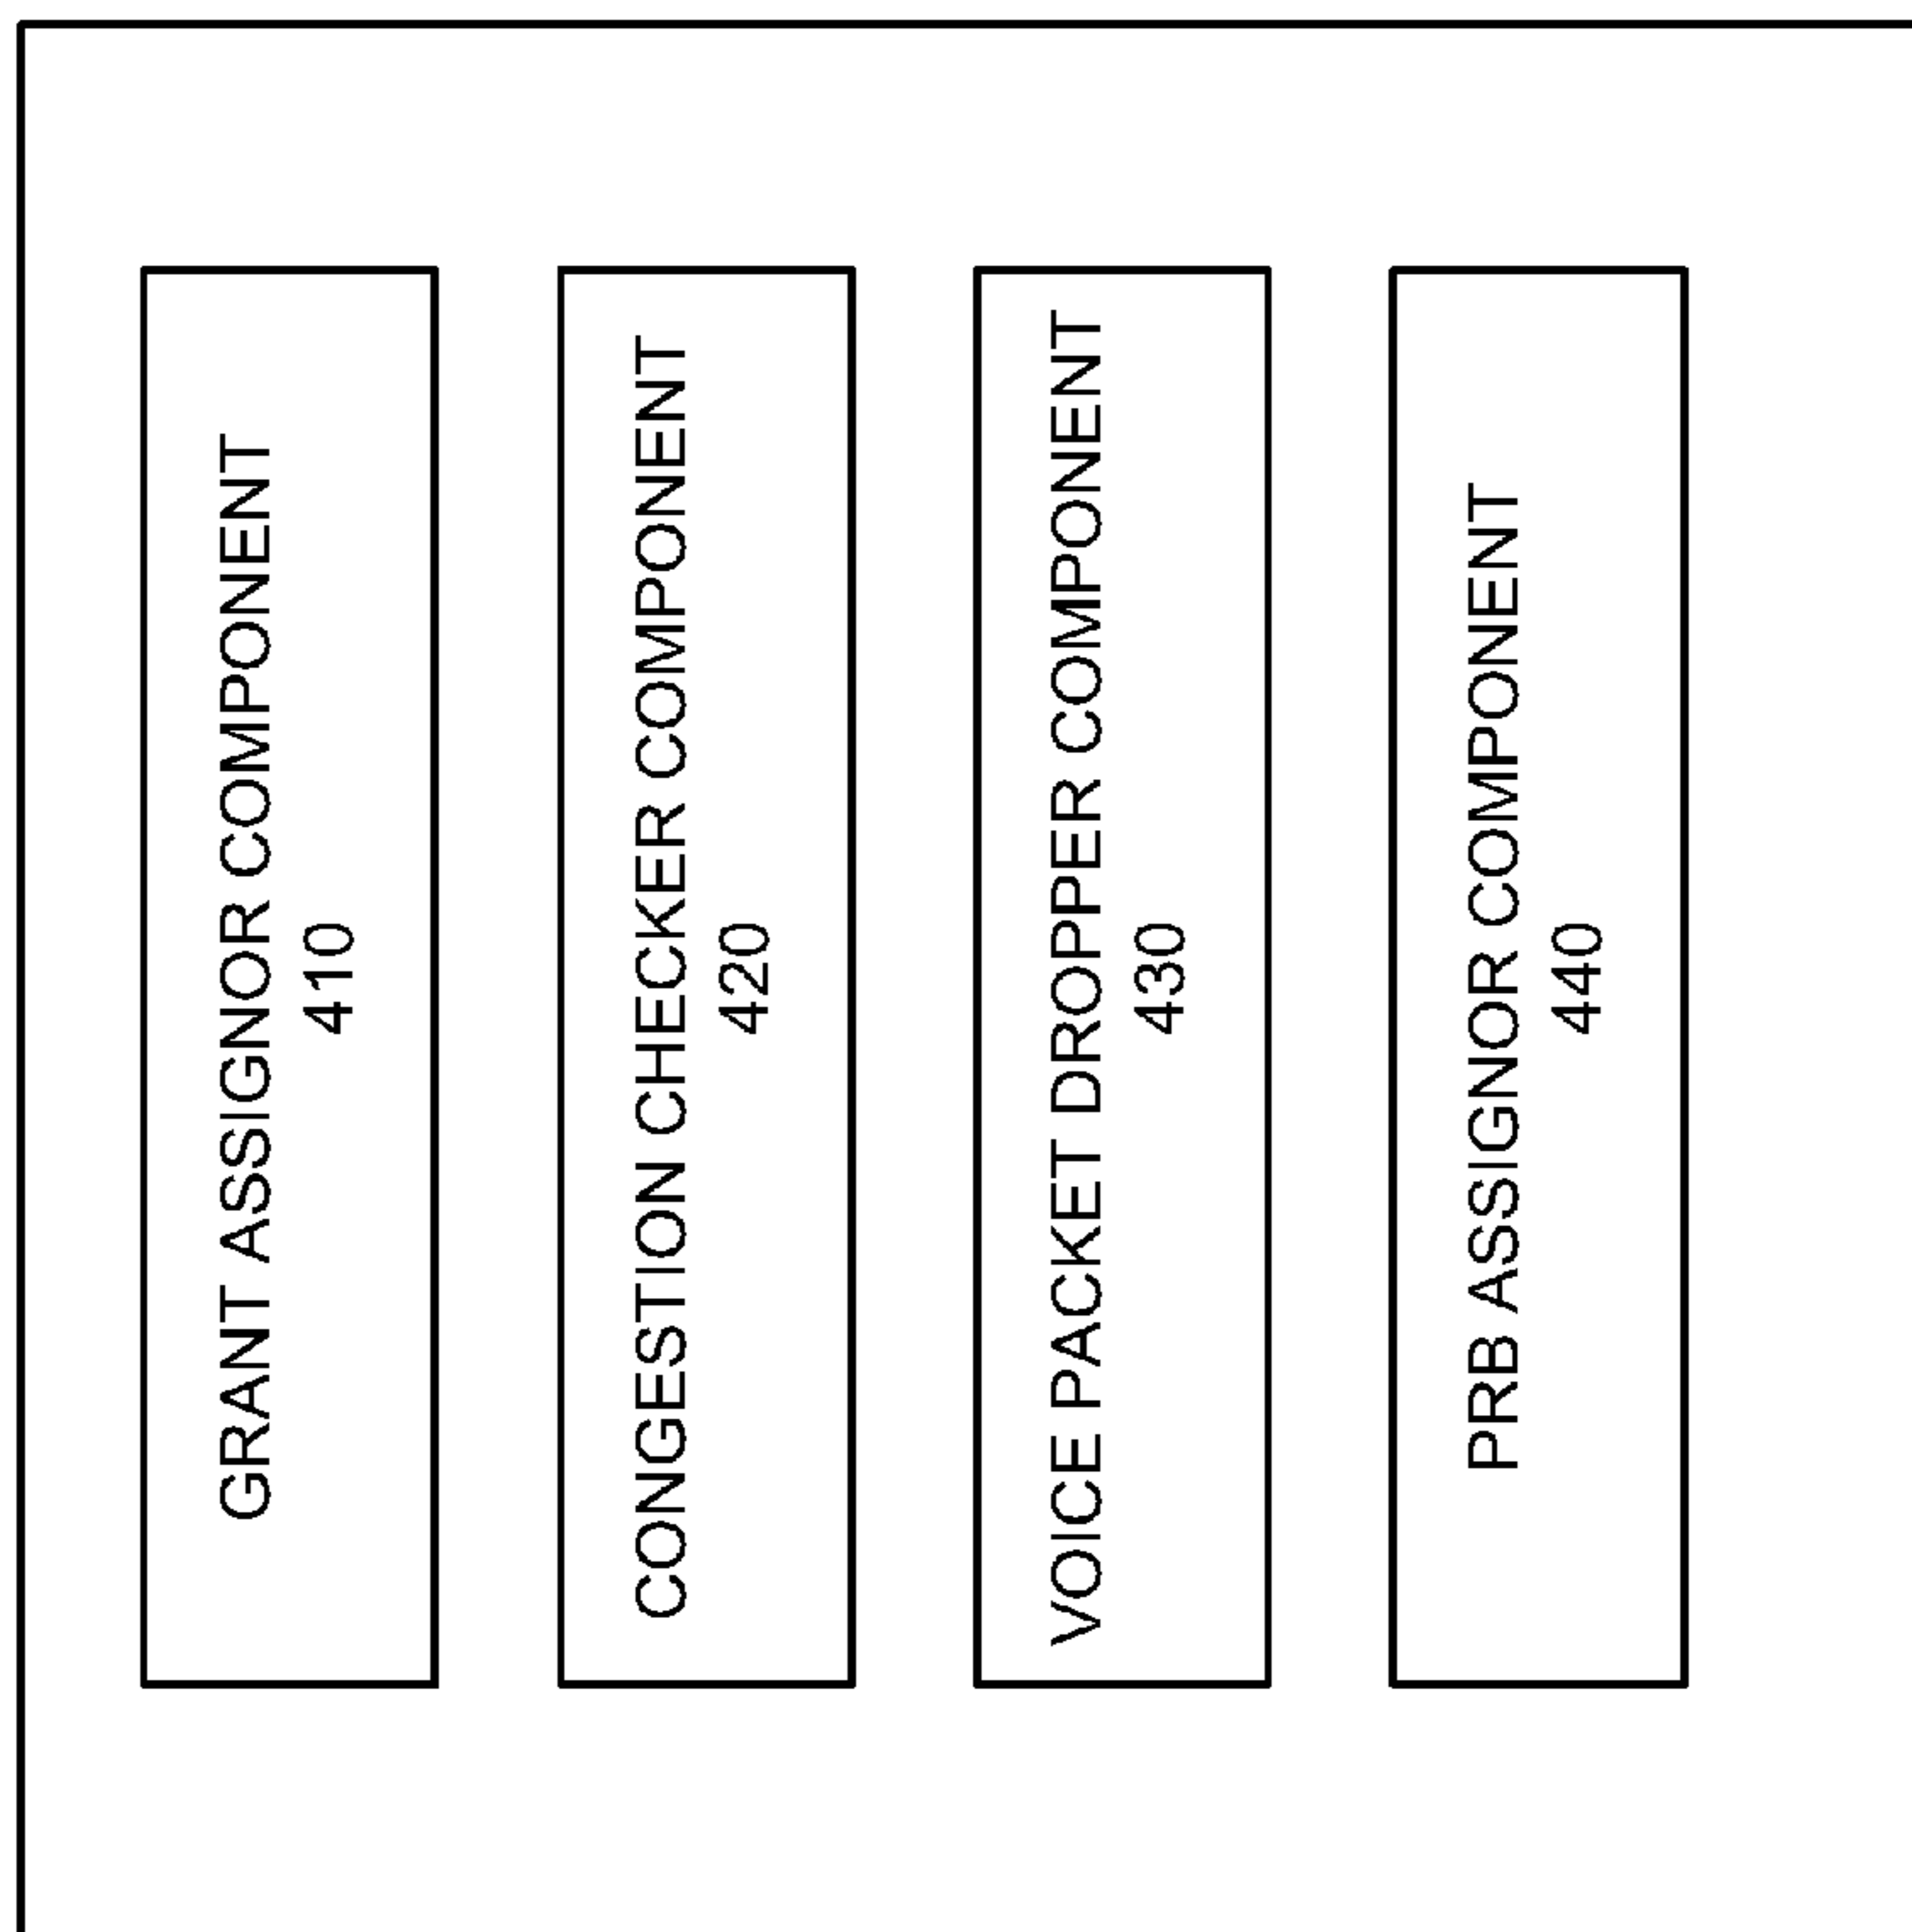 GRANT ASSIGNOR COMPONENT
410
CONGESTION CHECKER COMPONENT
420
VOICE PACKET DROPPER COMPONENT
430
PRB ASSIGNOR COMPONENT
440